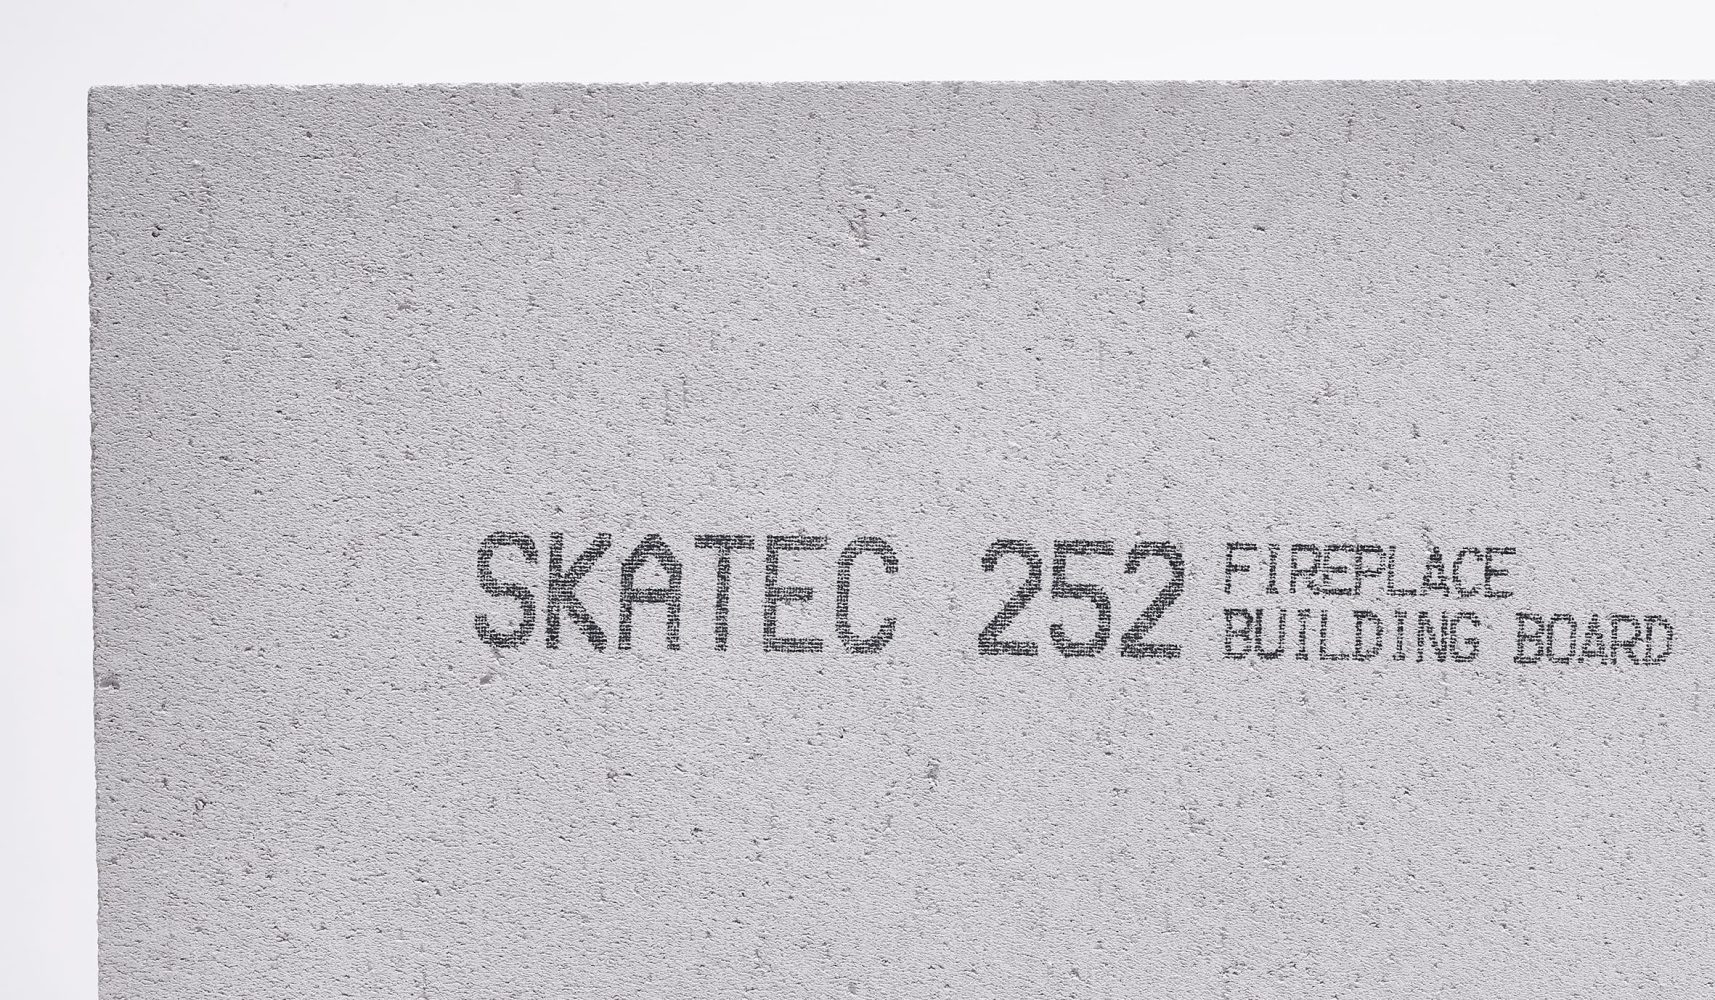 SKATEC 252
FIREPLACE
BUILDING BOARD